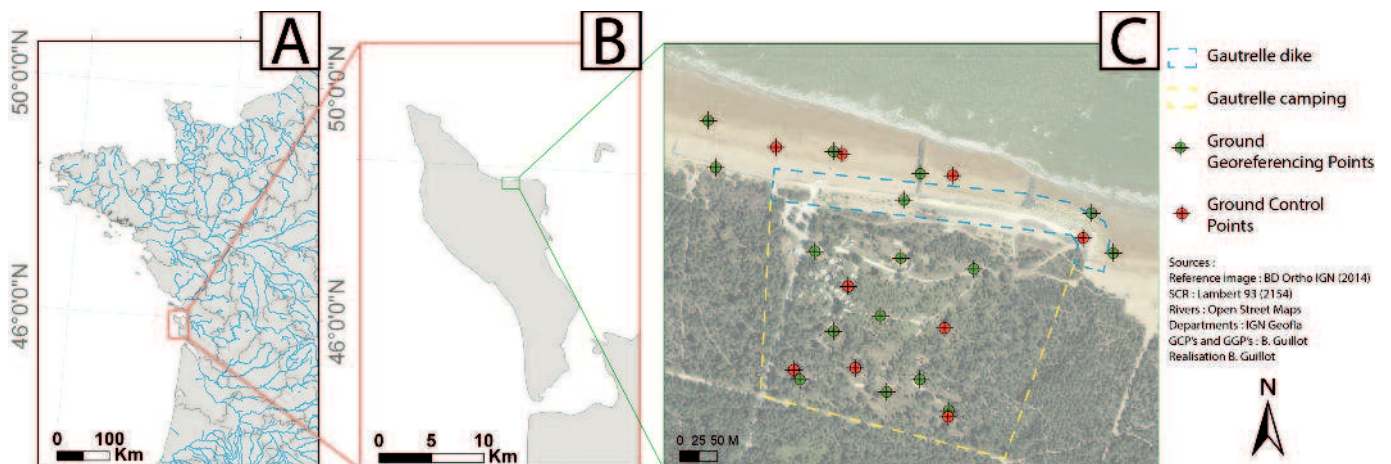 A
B
C
50°0'0"N
46°0'0"N
0 100
Km
50°0'0"N
46°0'0"N
0 5 10
Km
0 25 50 M
Gautrelle dike
Gautrelle camping
Ground
Georeferencing Points
Ground Control
Points
Sources :
Reference image : BD Ortho IGN (2014)
SCR : Lambert 93 (2154)
Rivers : Open Street Maps
Departments : IGN Geofla
GCP's and GGP's : B. Guillot
Realisation B. Guillot
N